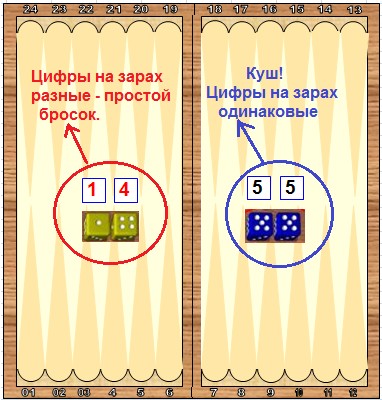 24 23 22 21 20 19
18 17 16 15 14 13
Цифры на зарах
разные - простой
бросок.
Куш!
Цифры на зарах
одинаковые
1 4
5 5
01 02 03 4 5 6
7 8 9 10 11 12